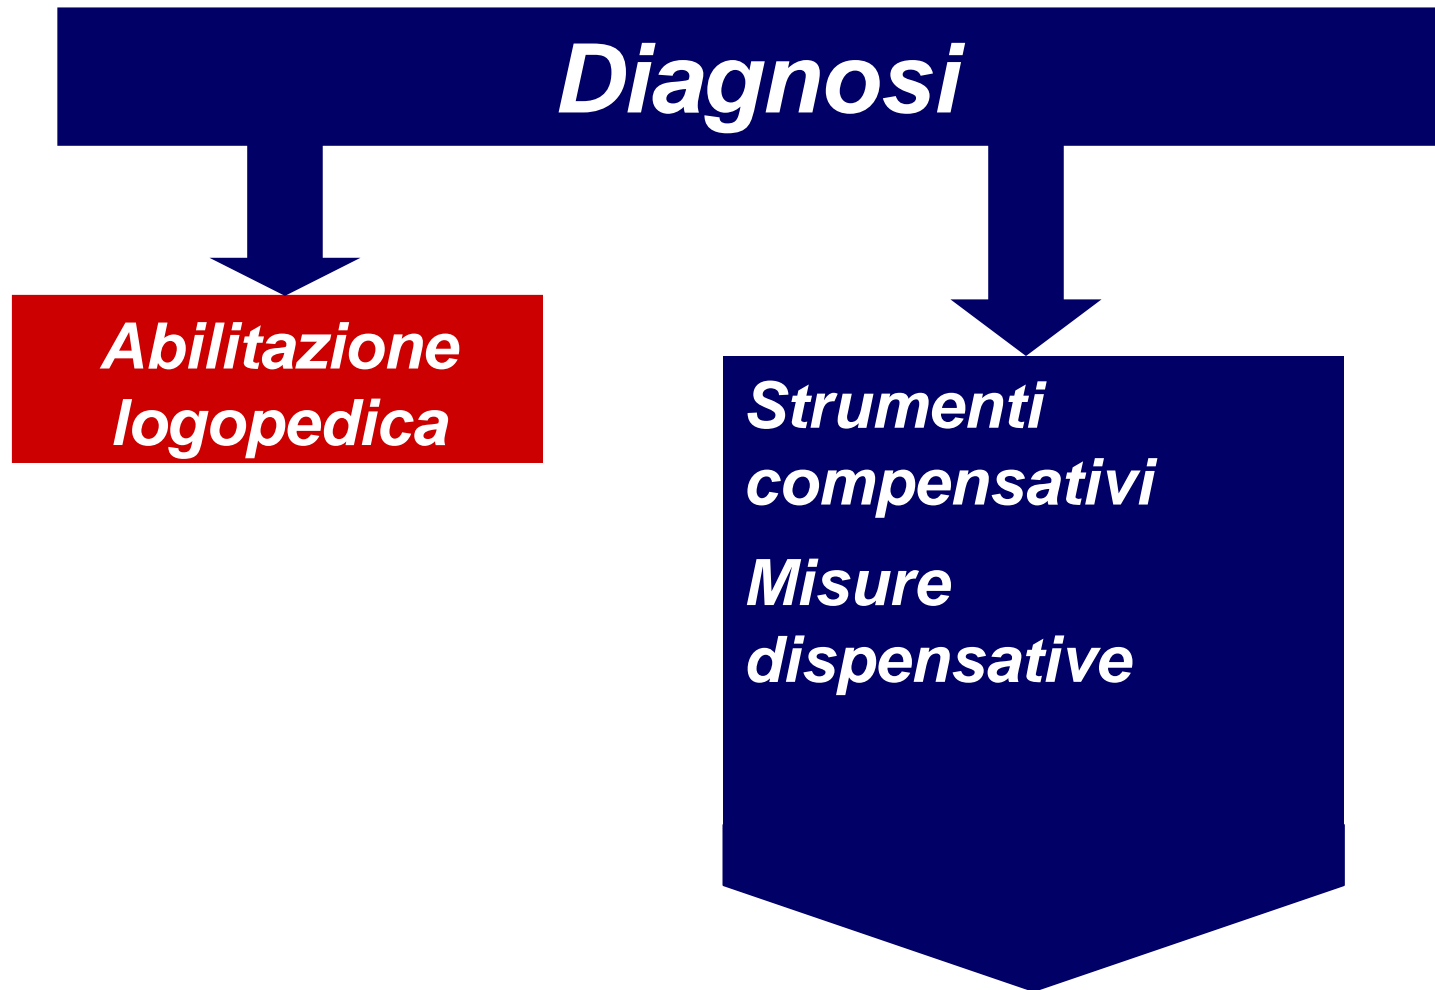 Diagnosi
Abilitazione
logopedica
Strumenti
compensativi
Misure
dispensative